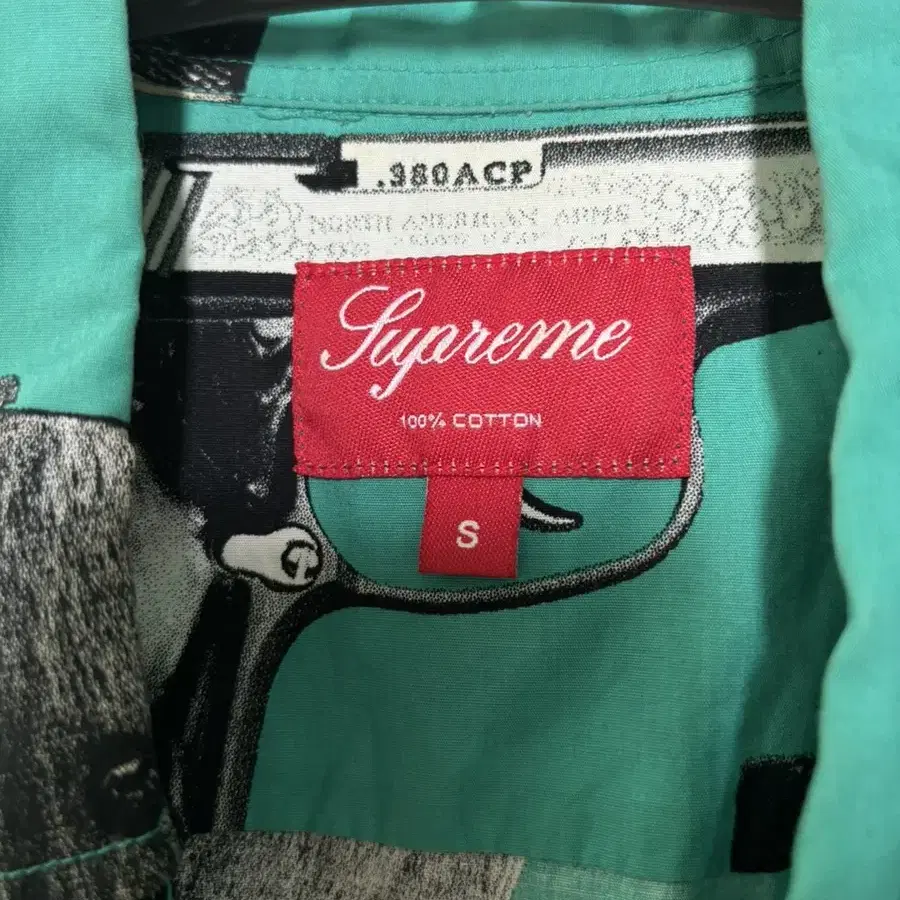 .380ACP
NORTH AMERICAN ARMS
Supreme
100% COTTON
S